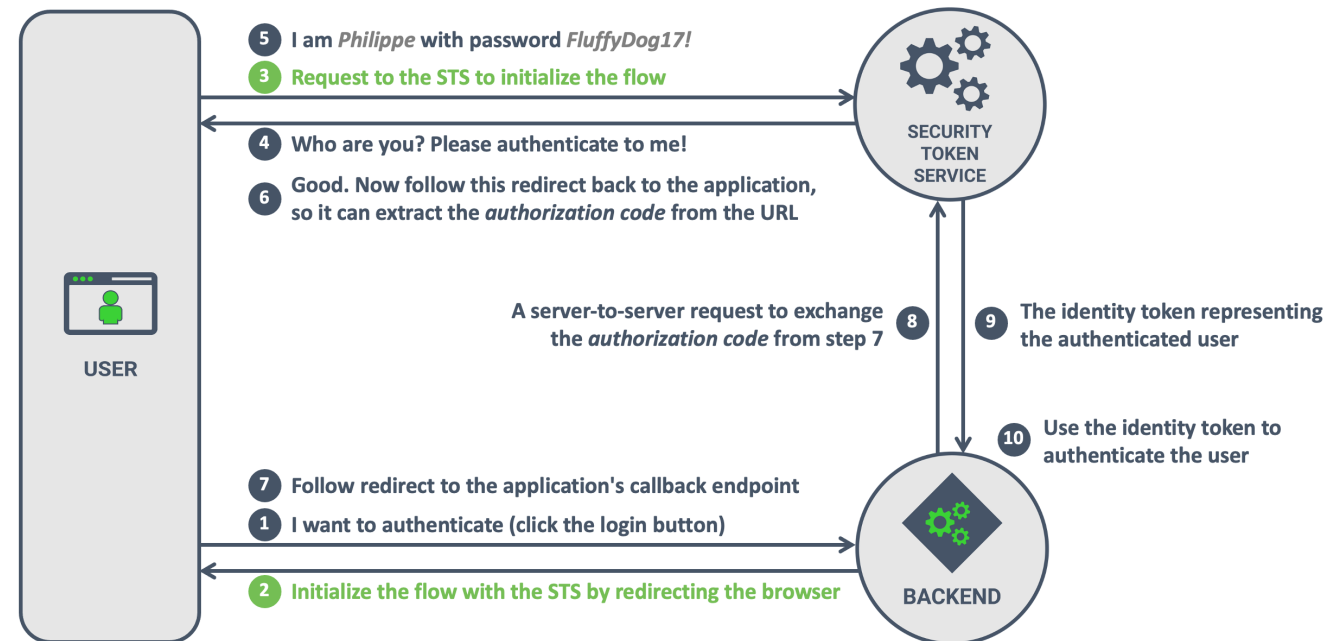 5 I am Philippe with password FluffyDog17!
3 Request to the STS to initialize the flow
4 Who are you? Please authenticate to me!
6 Good. Now follow this redirect back to the application,
so it can extract the authorization code from the URL
SECURITY
TOKEN
SERVICE
USER
A server-to-server request to exchange
the authorization code from step 7
8
9 The identity token representing
the authenticated user
10 Use the identity token to
authenticate the user
7 Follow redirect to the application's callback endpoint
1 I want to authenticate (click the login button)
2 Initialize the flow with the STS by redirecting the browser
BACKEND